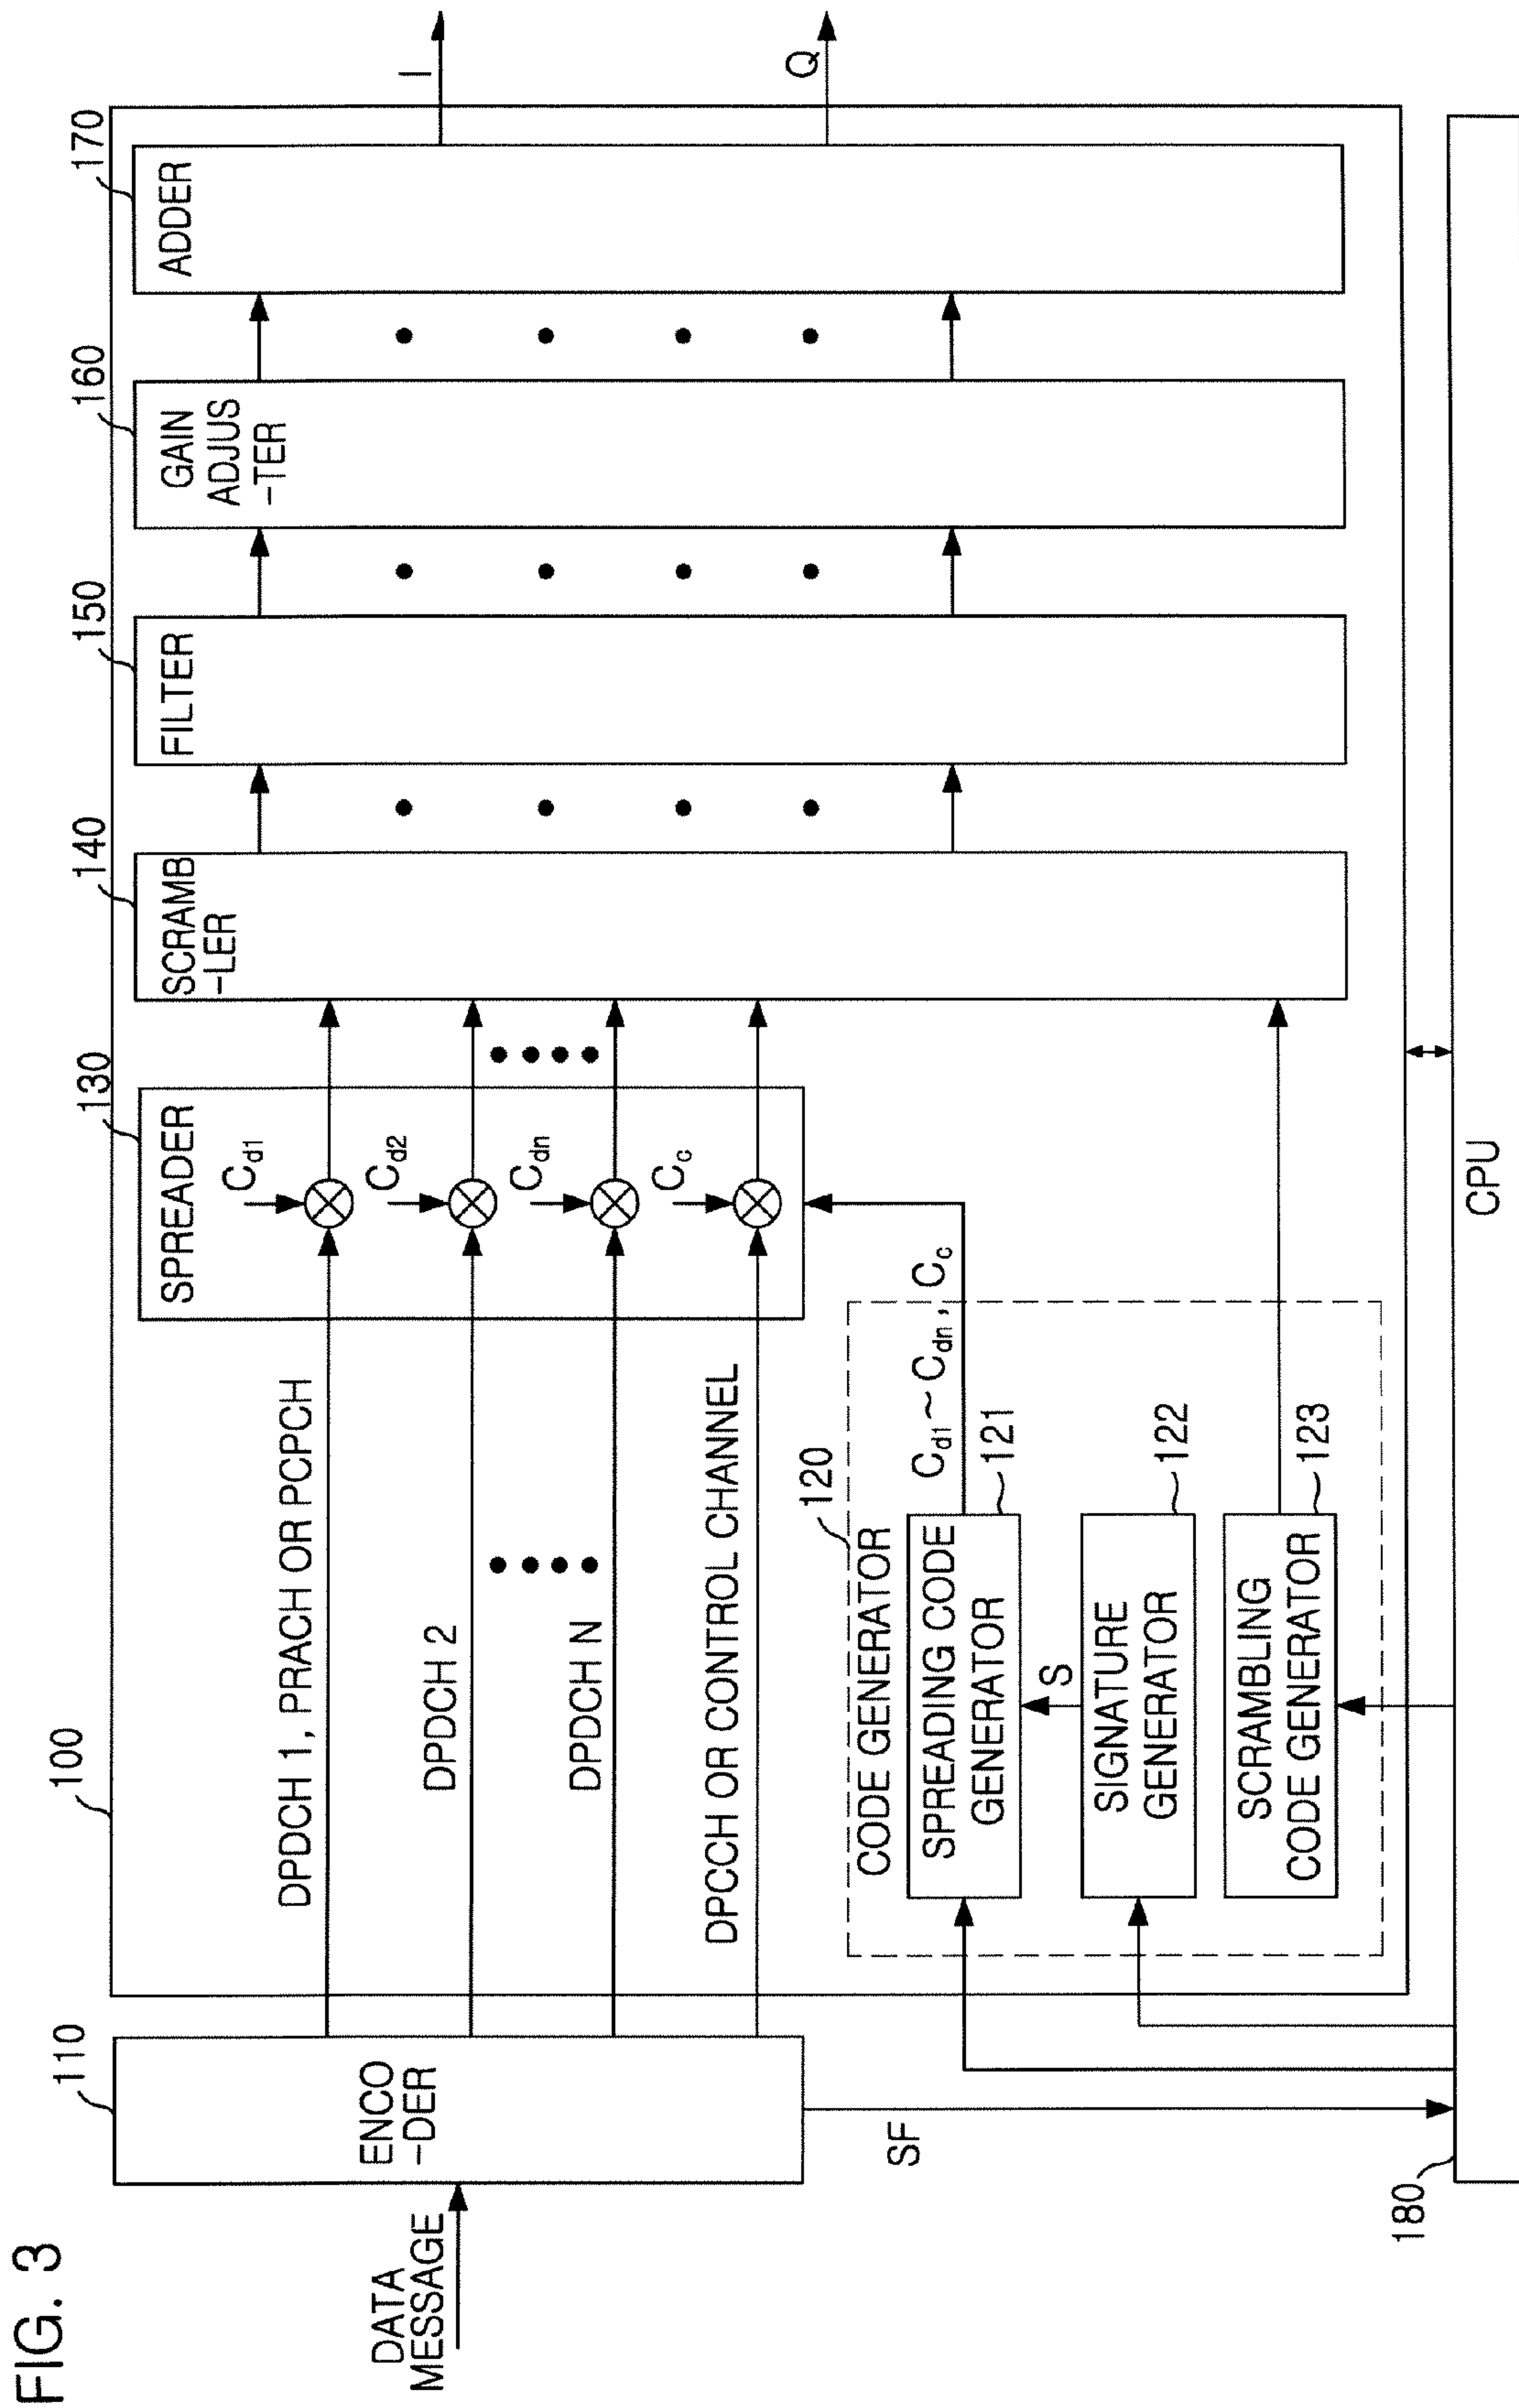 FIG. 3
DATA
MESSAGE
110
ENCO
-DER
SF
100
DPDCH 1, PRACH OR PCPCH
DPDCH 2
DPDCH N
DPCCH OR CONTROL CHANNEL
130
SPREADER
Cd1
Cd2
Cdn
Cc
120
CODE GENERATOR
Cd1 ~ Cdn, Cc
SPREADING CODE
GENERATOR
121
S
SIGNATURE
GENERATOR
122
SCRAMBLING
CODE GENERATOR
123
140
SCRAMB
-LER
150
FILTER
160
GAIN
ADJUS
-TER
170
ADDER
I
Q
180
CPU